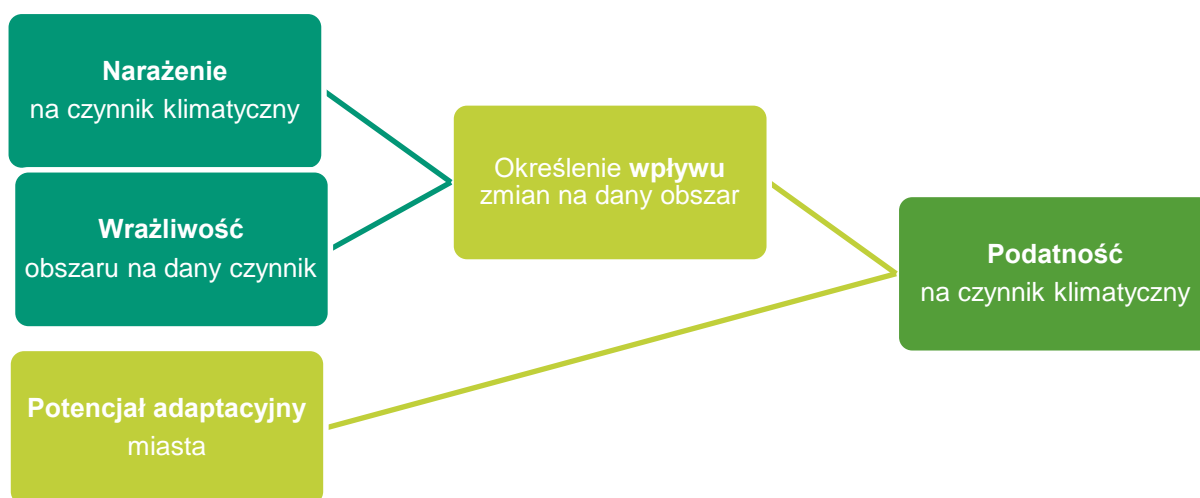 Narażenie
na czynnik klimatyczny
Wrażliwość
obszaru na dany czynnik
Potencjał adaptacyjny
miasta
Określenie wpływu
zmian na dany obszar
Podatność
na czynnik klimatyczny